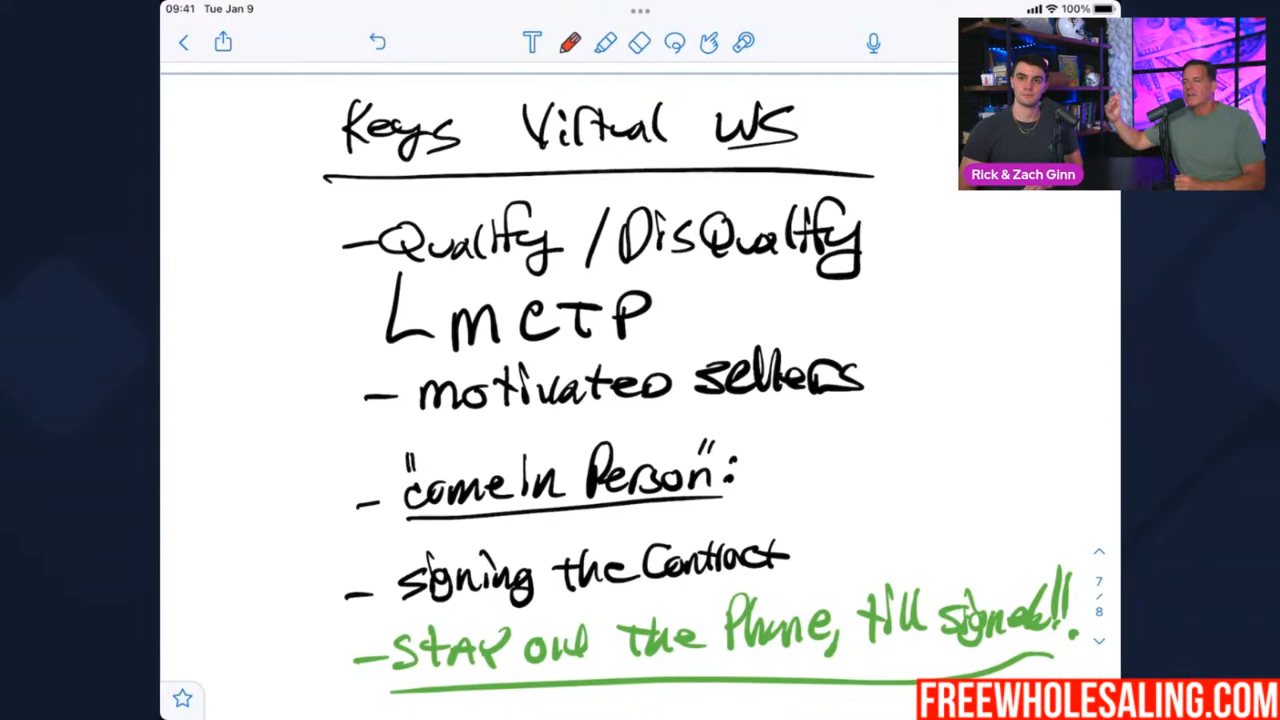 09:41 Tue Jan 9
100%
Keys Virtual WS
- Qualify / DisQualify
MCTP
- motivated sellers
- "come In Person":
- signing the Contract
- STAY on the Phone, till signed!!.
Rick & Zach Ginn
7
/
8
FREEWHOLESALING.COM